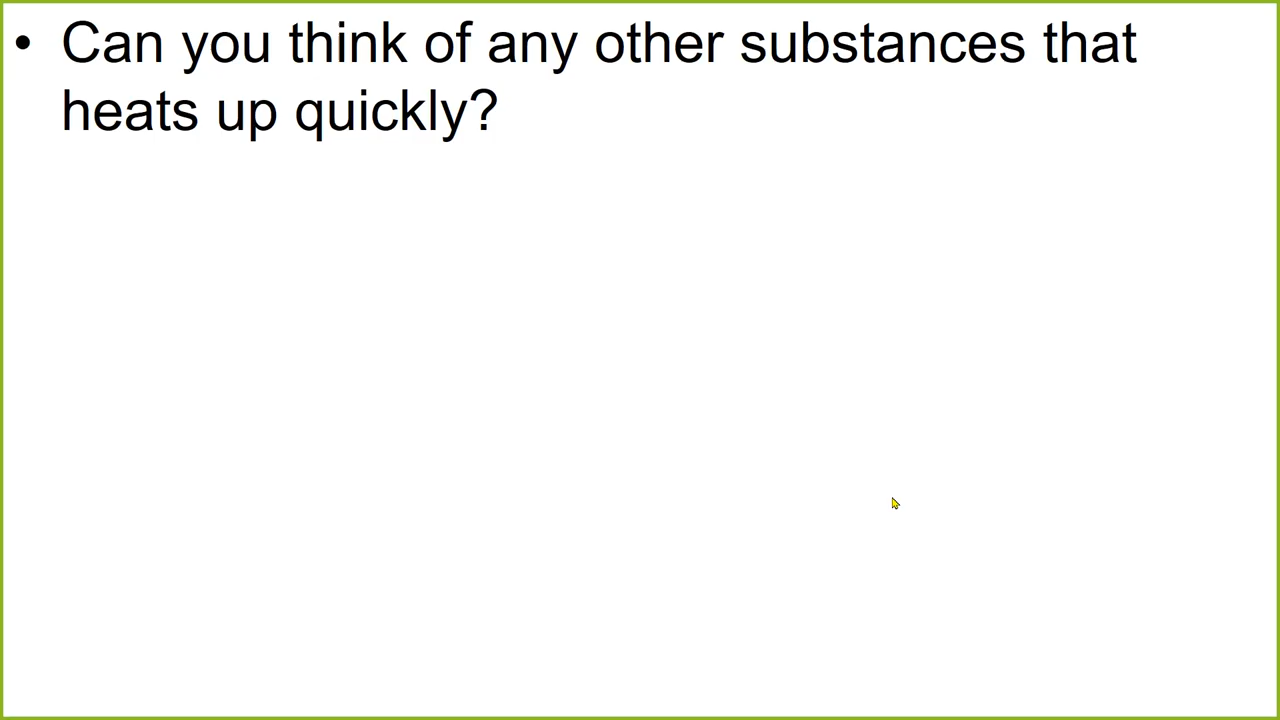 • Can you think of any other substances that
heats up quickly?